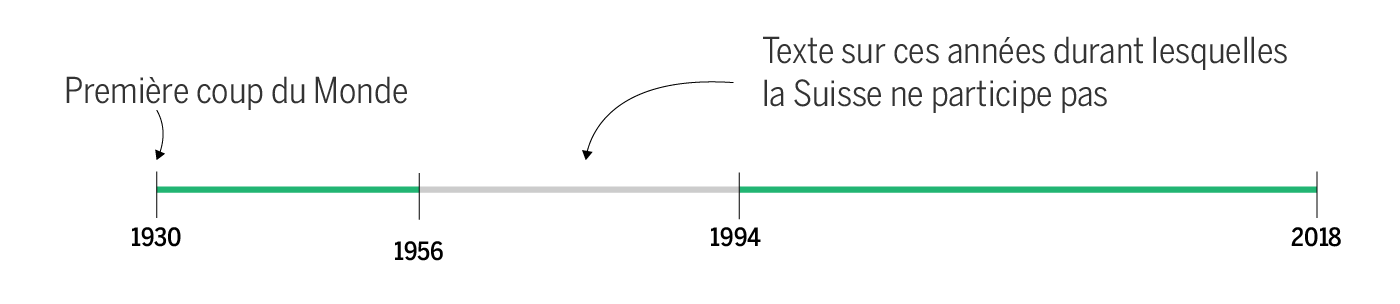 Première coup du Monde
Texte sur ces années durant lesquelles
la Suisse ne participe pas
1930
1956
1994
2018